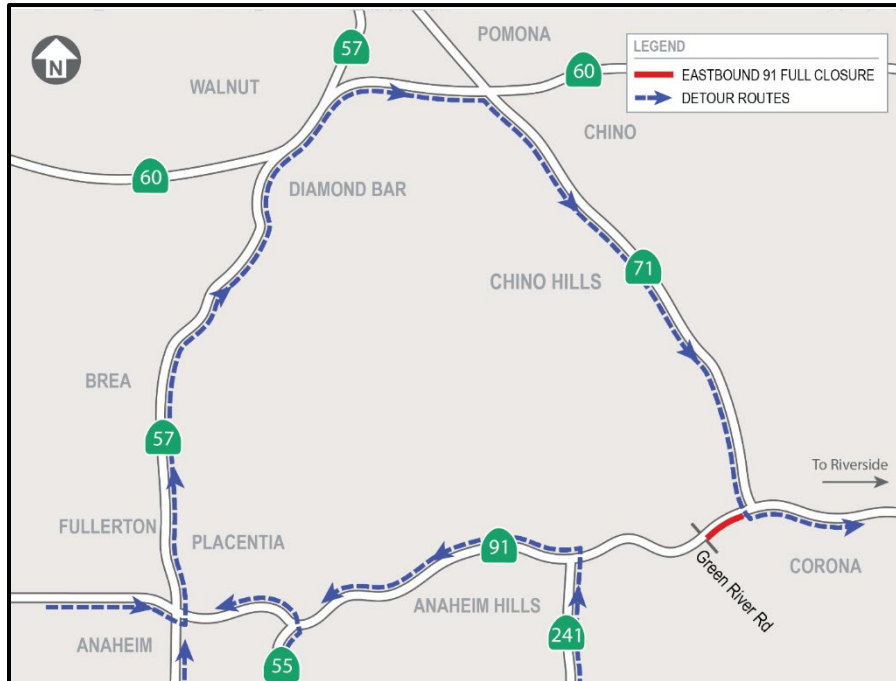 N
57
POMONA
LEGEND
EASTBOUND 91 FULL CLOSURE
DETOUR ROUTES
WALNUT
60
CHINO
60
DIAMOND BAR
CHINO HILLS
71
BREA
57
To Riverside
FULLERTON
PLACENTIA
91
Green River Rd
CORONA
ANAHEIM HILLS
ANAHEIM
55
241